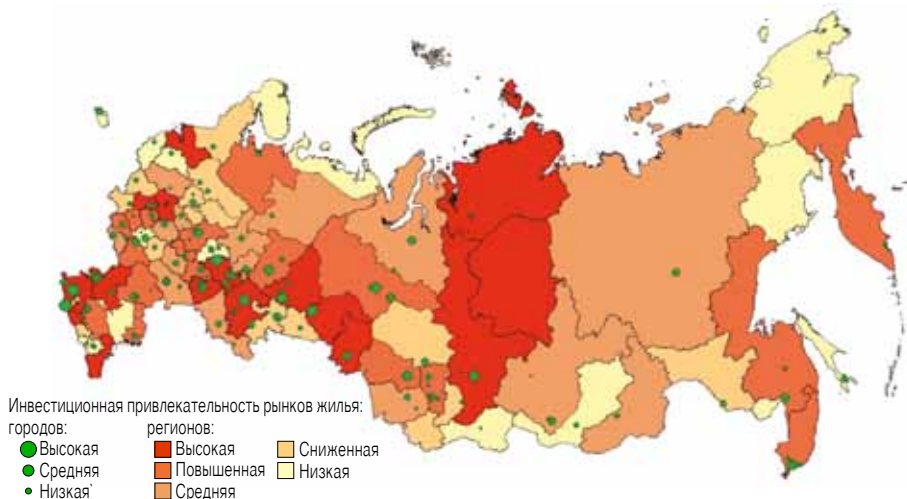 Инвестиционная привлекательность рынков жилья:
городов: регионов:
Высокая Высокая Сниженная
Средняя Повышенная Низкая
Низкая` Средняя